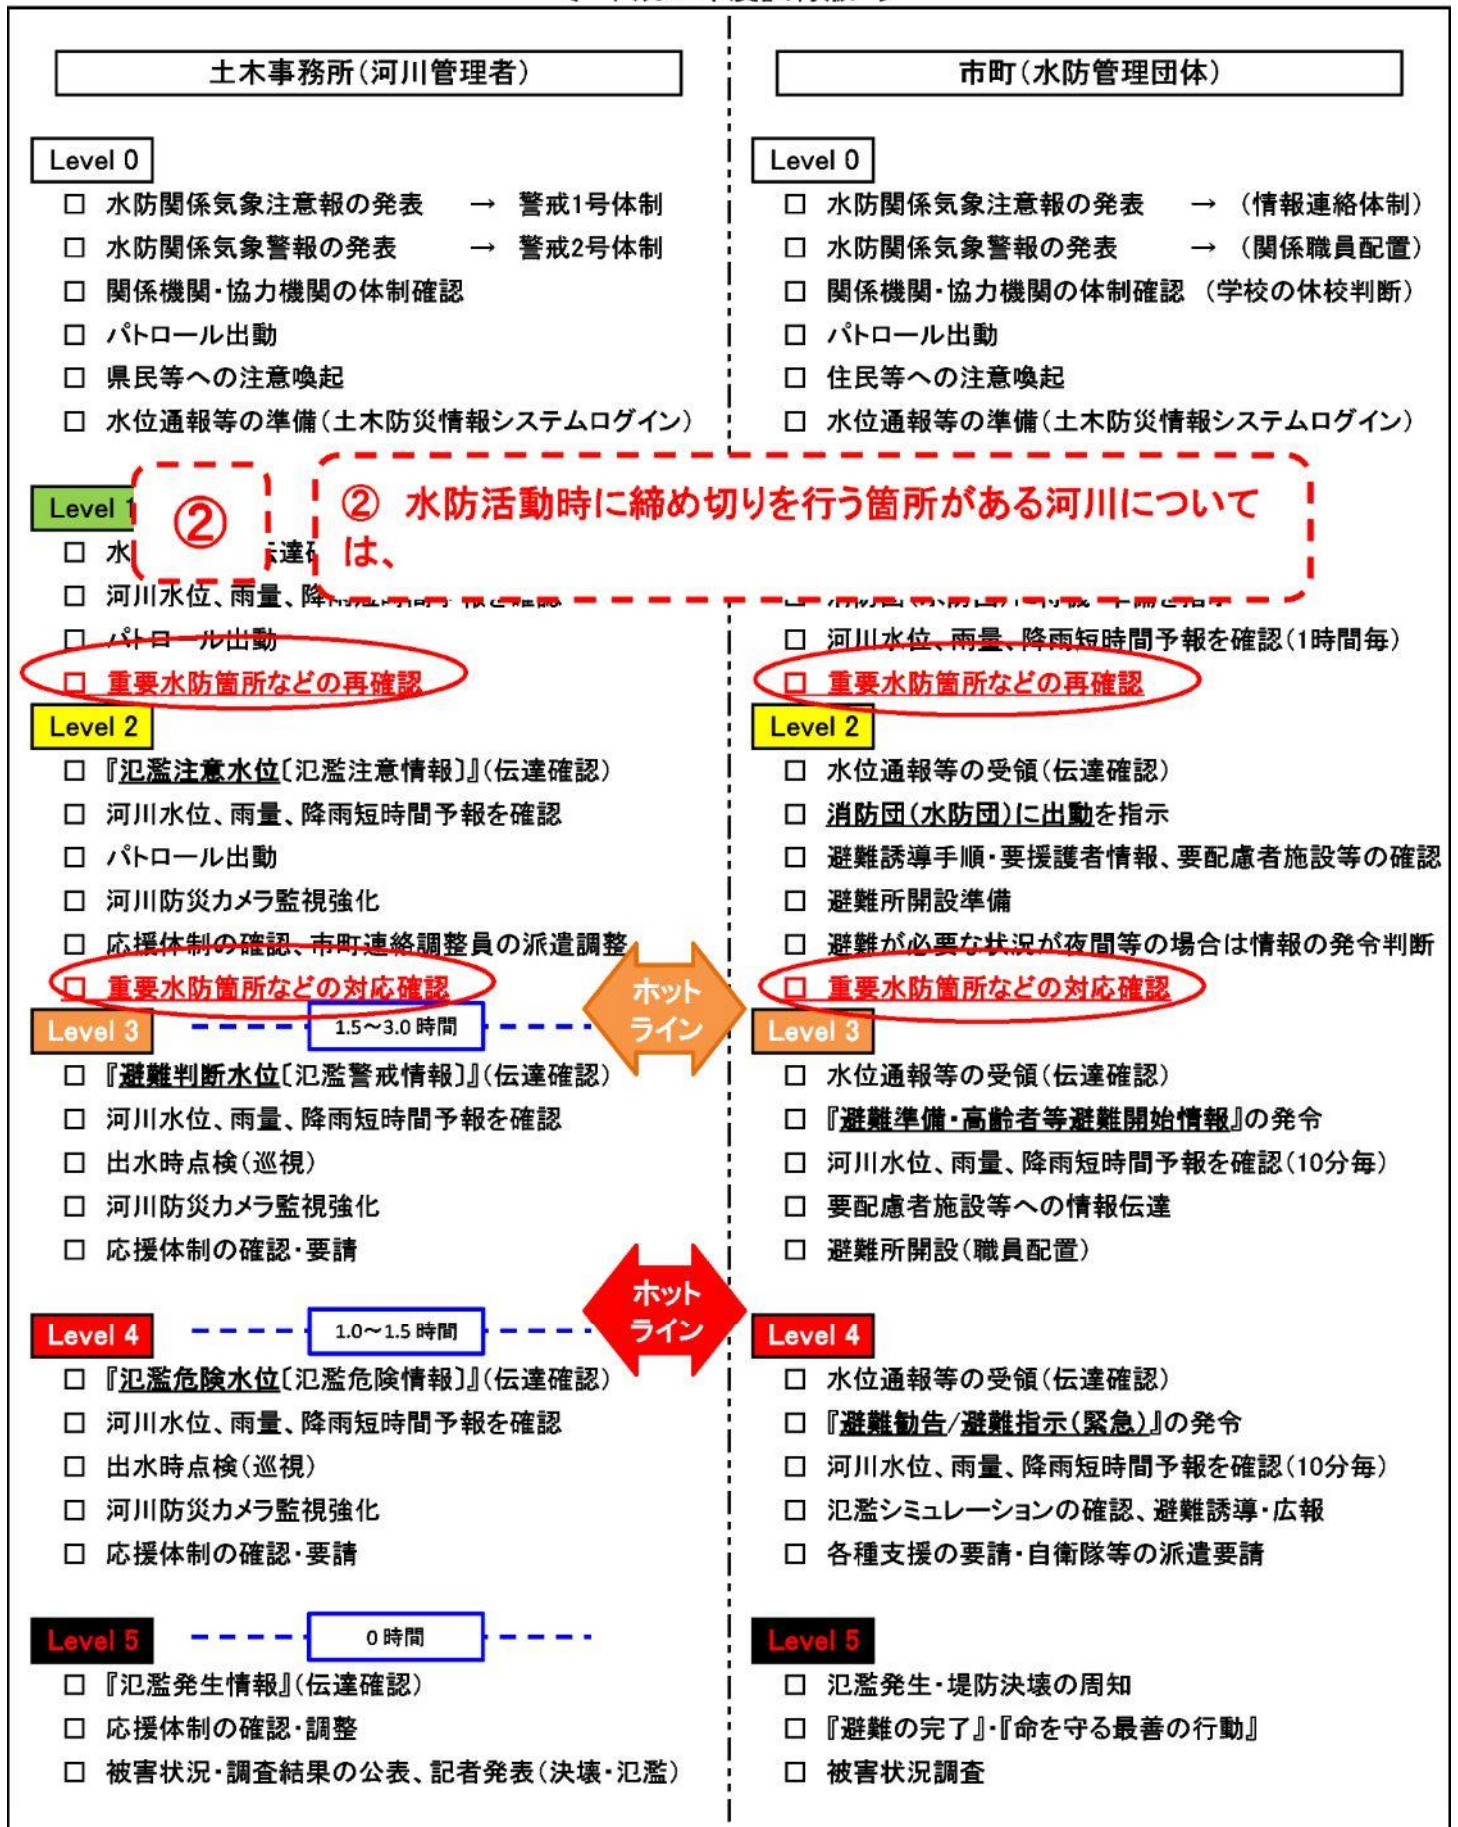 土木事務所(河川管理者)
Level 0
□ 水防関係気象注意報の発表 → 警戒1号体制
□ 水防関係気象警報の発表 → 警戒2号体制
□ 関係機関・協力機関の体制確認
□ パトロール出動
□ 県民等への注意喚起
□ 水位通報等の準備(土木防災情報システムログイン)
Level 1
②
□ 水
達確
□ 河川水位、雨量、降雨短時間予報を確認
□ パトロール出動
□ 重要水防箇所などの再確認
Level 2
□ 『氾濫注意水位〔氾濫注意情報〕』(伝達確認)
□ 河川水位、雨量、降雨短時間予報を確認
□ パトロール出動
□ 河川防災カメラ監視強化
□ 応援体制の確認、市町連絡調整員の派遣調整
□ 重要水防箇所などの対応確認
Level 3
1.5～3.0 時間
□ 『避難判断水位〔氾濫警戒情報〕』(伝達確認)
□ 河川水位、雨量、降雨短時間予報を確認
□ 出水時点検(巡視)
□ 河川防災カメラ監視強化
□ 応援体制の確認・要請
Level 4
1.0～1.5 時間
□ 『氾濫危険水位〔氾濫危険情報〕』(伝達確認)
□ 河川水位、雨量、降雨短時間予報を確認
□ 出水時点検(巡視)
□ 河川防災カメラ監視強化
□ 応援体制の確認・要請
Level 5
0 時間
□ 『氾濫発生情報』(伝達確認)
□ 応援体制の確認・調整
□ 被害状況・調査結果の公表、記者発表(決壊・氾濫)
② 水防活動時に締め切りを行う箇所がある河川について
は、
ホット
ライン
ホット
ライン
市町(水防管理団体)
Level 0
□ 水防関係気象注意報の発表 → (情報連絡体制)
□ 水防関係気象警報の発表 → (関係職員配置)
□ 関係機関・協力機関の体制確認 (学校の休校判断)
□ パトロール出動
□ 住民等への注意喚起
□ 水位通報等の準備(土木防災情報システムログイン)
□ 河川水位、雨量、降雨短時間予報を確認(1時間毎)
□ 重要水防箇所などの再確認
Level 2
□ 水位通報等の受領(伝達確認)
□ 消防団(水防団)に出動を指示
□ 避難誘導手順・要援護者情報、要配慮者施設等の確認
□ 避難所開設準備
□ 避難が必要な状況が夜間等の場合は情報の発令判断
□ 重要水防箇所などの対応確認
Level 3
□ 水位通報等の受領(伝達確認)
□ 『避難準備・高齢者等避難開始情報』の発令
□ 河川水位、雨量、降雨短時間予報を確認(10分毎)
□ 要配慮者施設等への情報伝達
□ 避難所開設(職員配置)
Level 4
□ 水位通報等の受領(伝達確認)
□ 『避難勧告/避難指示(緊急)』の発令
□ 河川水位、雨量、降雨短時間予報を確認(10分毎)
□ 氾濫シミュレーションの確認、避難誘導・広報
□ 各種支援の要請・自衛隊等の派遣要請
Level 5
□ 氾濫発生・堤防決壊の周知
□ 『避難の完了』・『命を守る最善の行動』
□ 被害状況調査